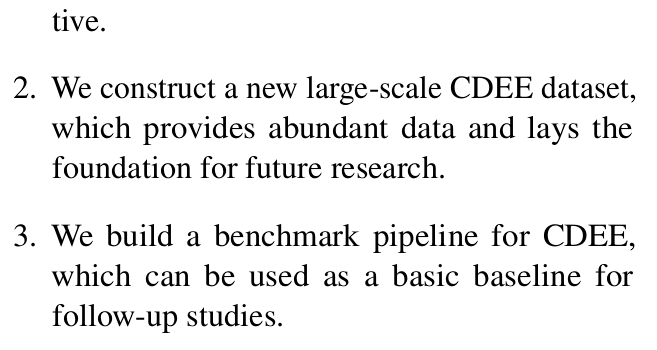 tive.
2. We construct a new large-scale CDEE dataset,
which provides abundant data and lays the
foundation for future research.
3. We build a benchmark pipeline for CDEE,
which can be used as a basic baseline for
follow-up studies.